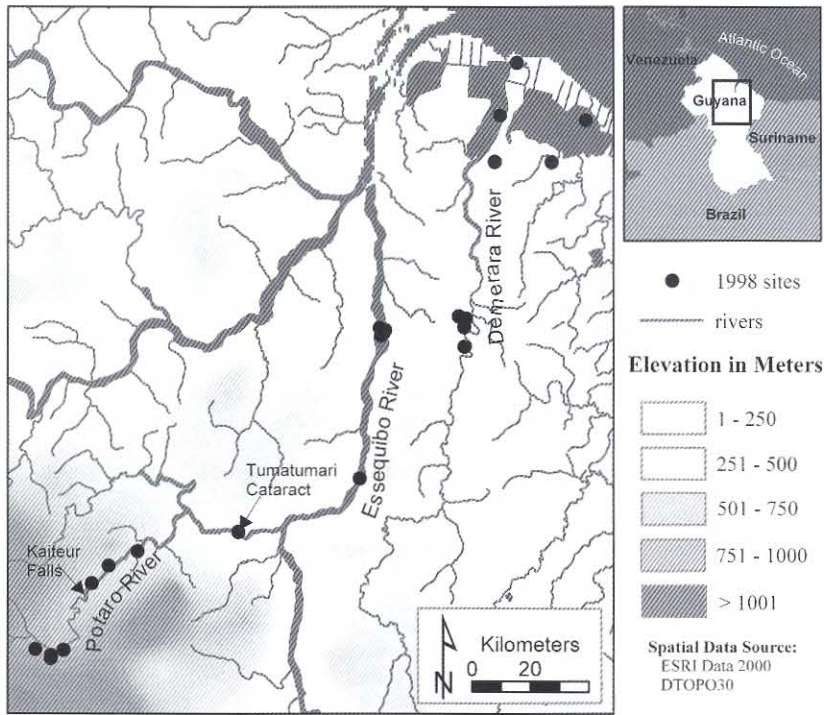 Atlantic Ocean
Venezuela
Guyana
Suriname
Brazil
1998 sites
rivers
Elevation in Meters
1 - 250
251 - 500
501 - 750
751 - 1000
> 1001
Spatial Data Source:
ESRI Data 2000
DTOPO30
Demerara River
Essequibo River
Tumatumari
Cataract
Kaiteur
Falls
Potaro River
N
Kilometers
0 20